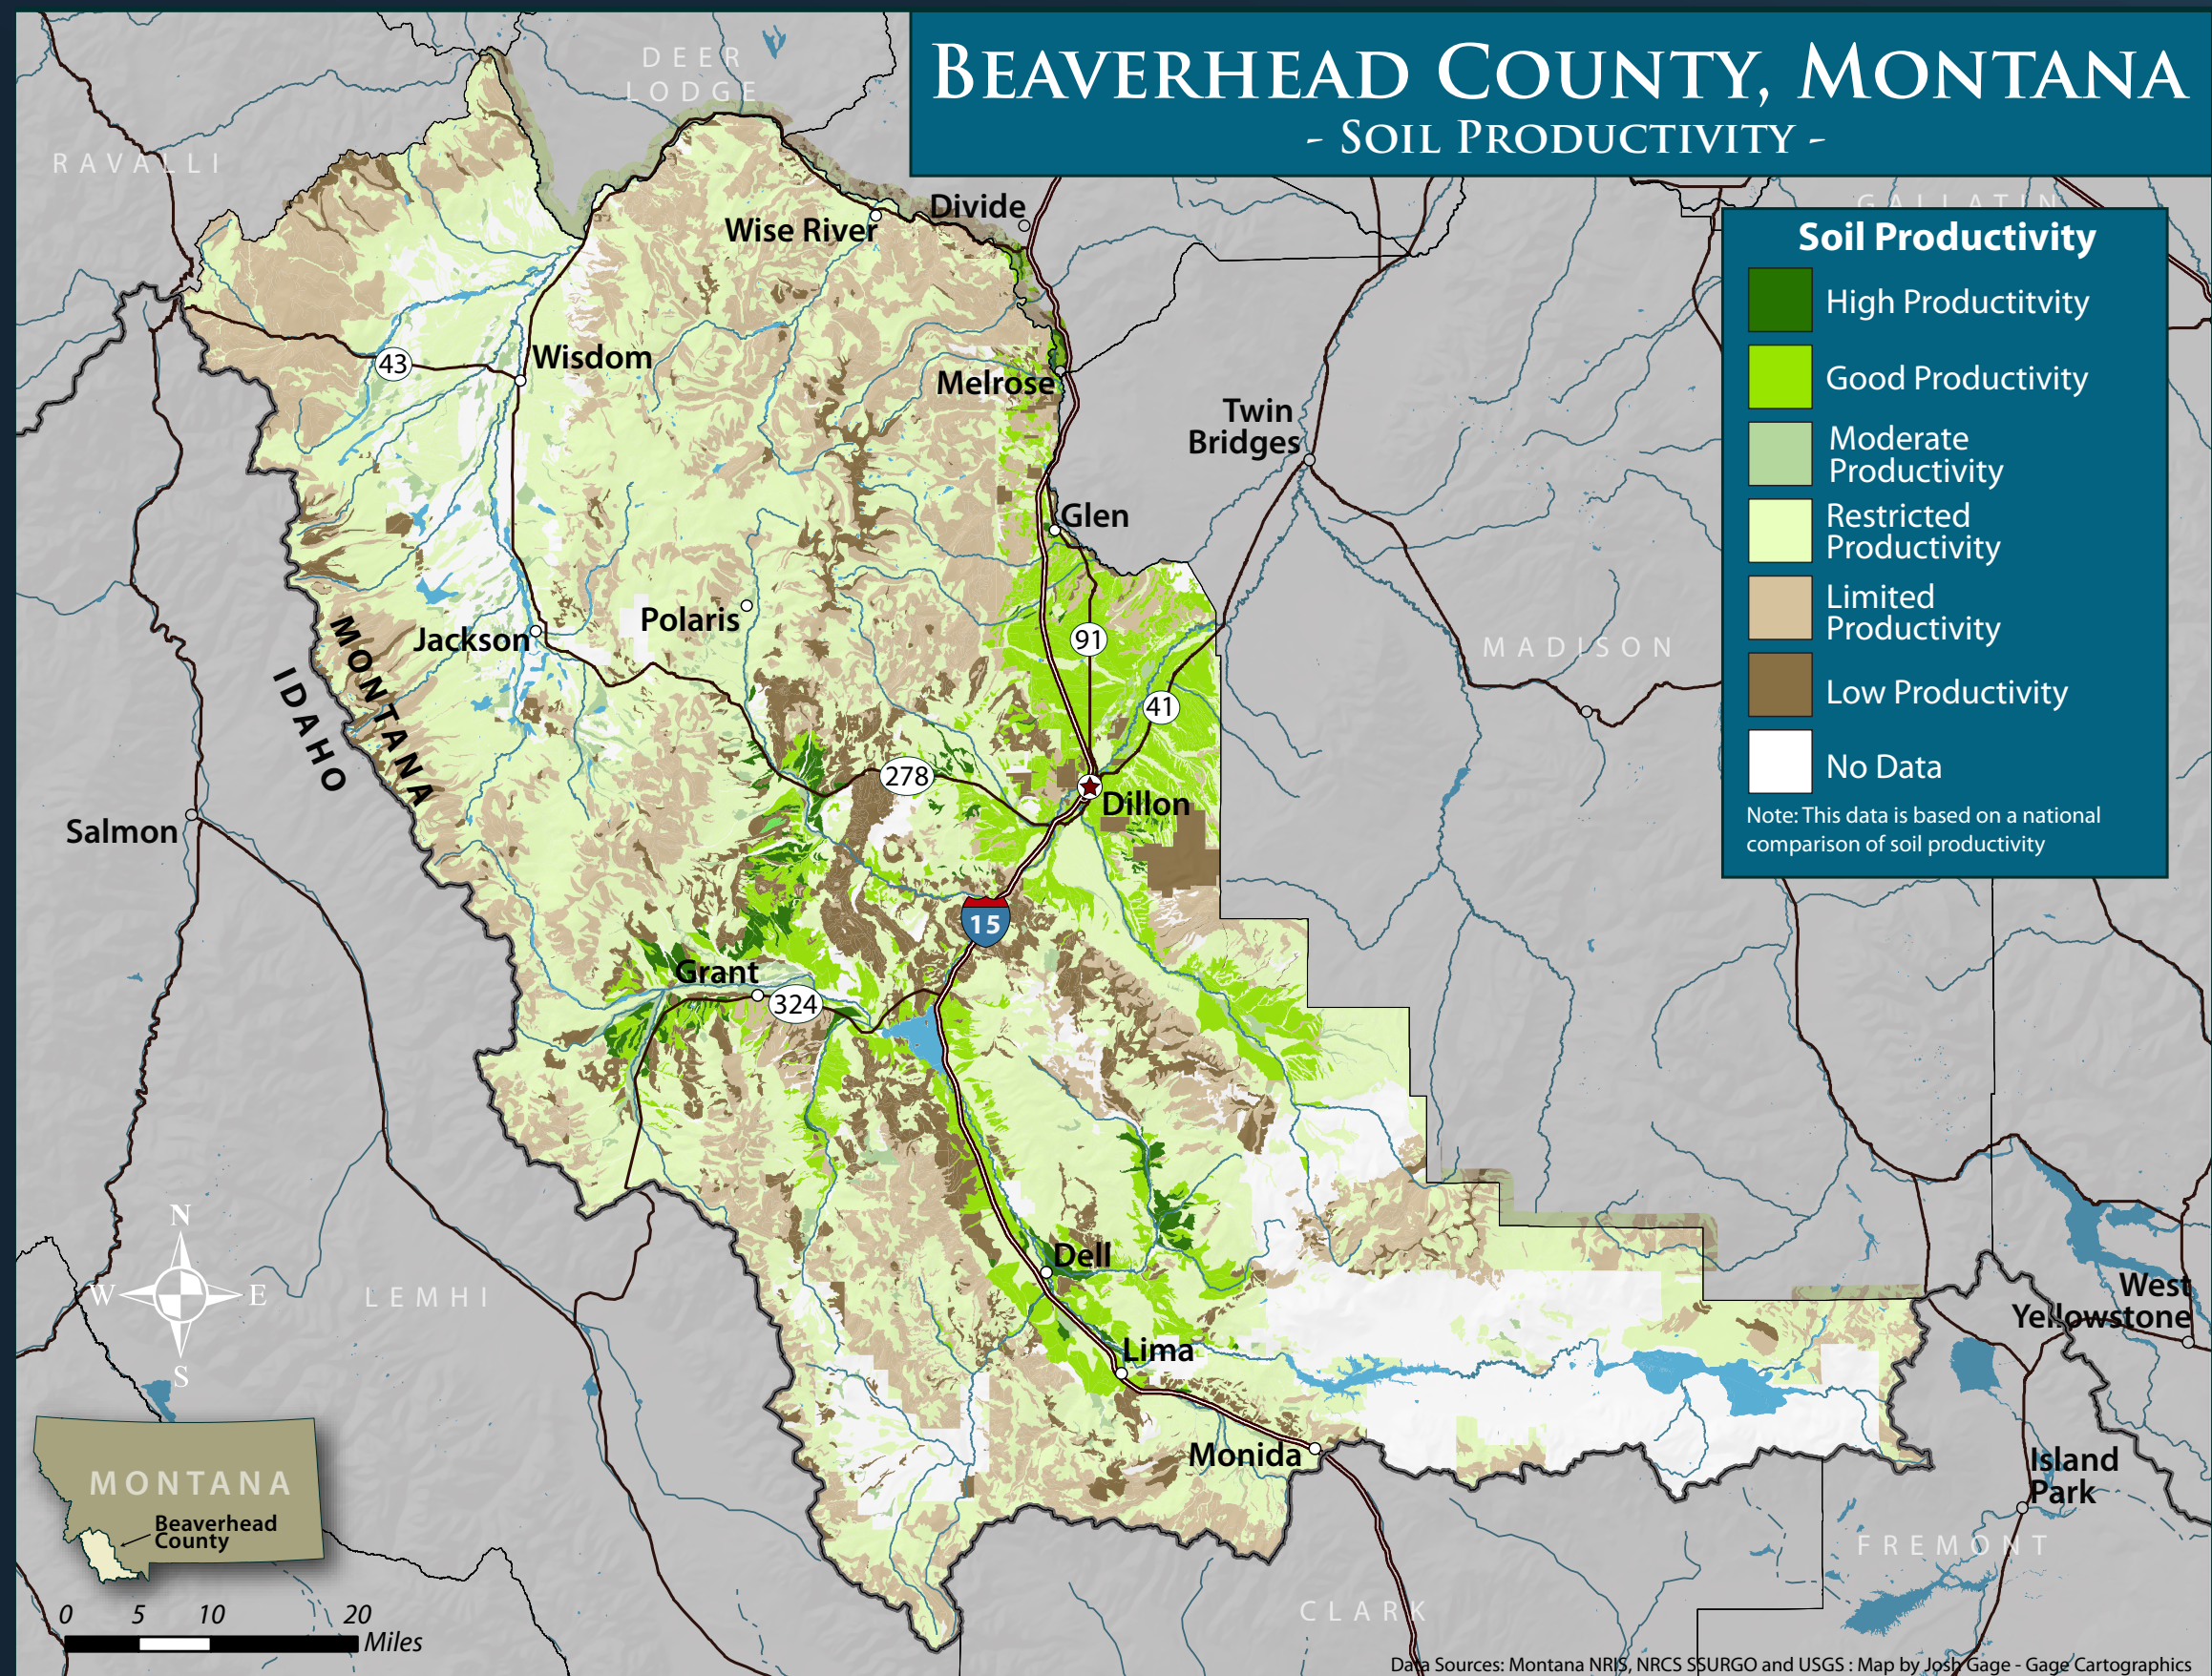 BEAVERHEAD COUNTY, MONTANA
- SOIL PRODUCTIVITY -
DEER
LODGE
RAVALLI
GALLATIN
Divide
Wise River
Soil Productivity
High Productitvity
Good Productivity
Moderate
Productivity
Restricted
Productivity
Limited
Productivity
Low Productivity
No Data
Note: This data is based on a national
comparison of soil productivity
43
Wisdom
Melrose
Twin
Bridges
Glen
Polaris
Jackson
91
MADISON
MONTANA
IDAHO
41
278
Dillon
Salmon
15
Grant
324
N
W
E
S
LEMHI
Dell
Lima
West
Yellowstone
Monida
Island
Park
MONTANA
Beaverhead
County
FREMONT
CLARK
0 5 10 20
Miles
Data Sources: Montana NRIS, NRCS SSURGO and USGS : Map by Josh Gage - Gage Cartographics